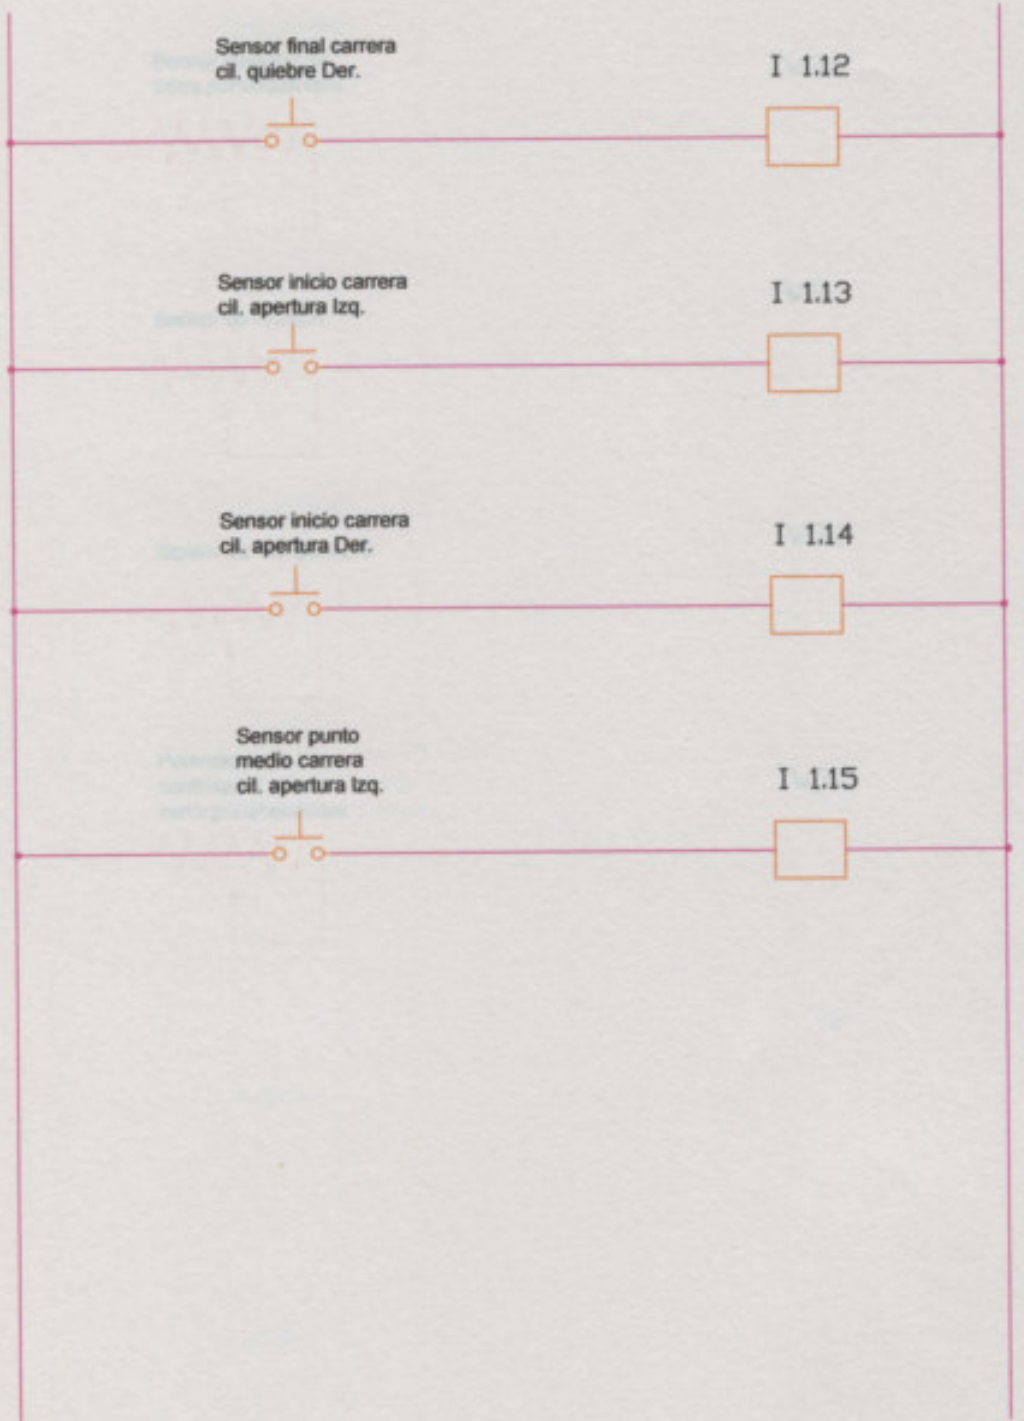 Sensor final carrera
cil. quiebre Der.
I 1.12
Sensor inicio carrera
cil. apertura Izq.
I 1.13
Sensor inicio carrera
cil. apertura Der.
I 1.14
Sensor punto
medio carrera
cil. apertura Izq.
I 1.15